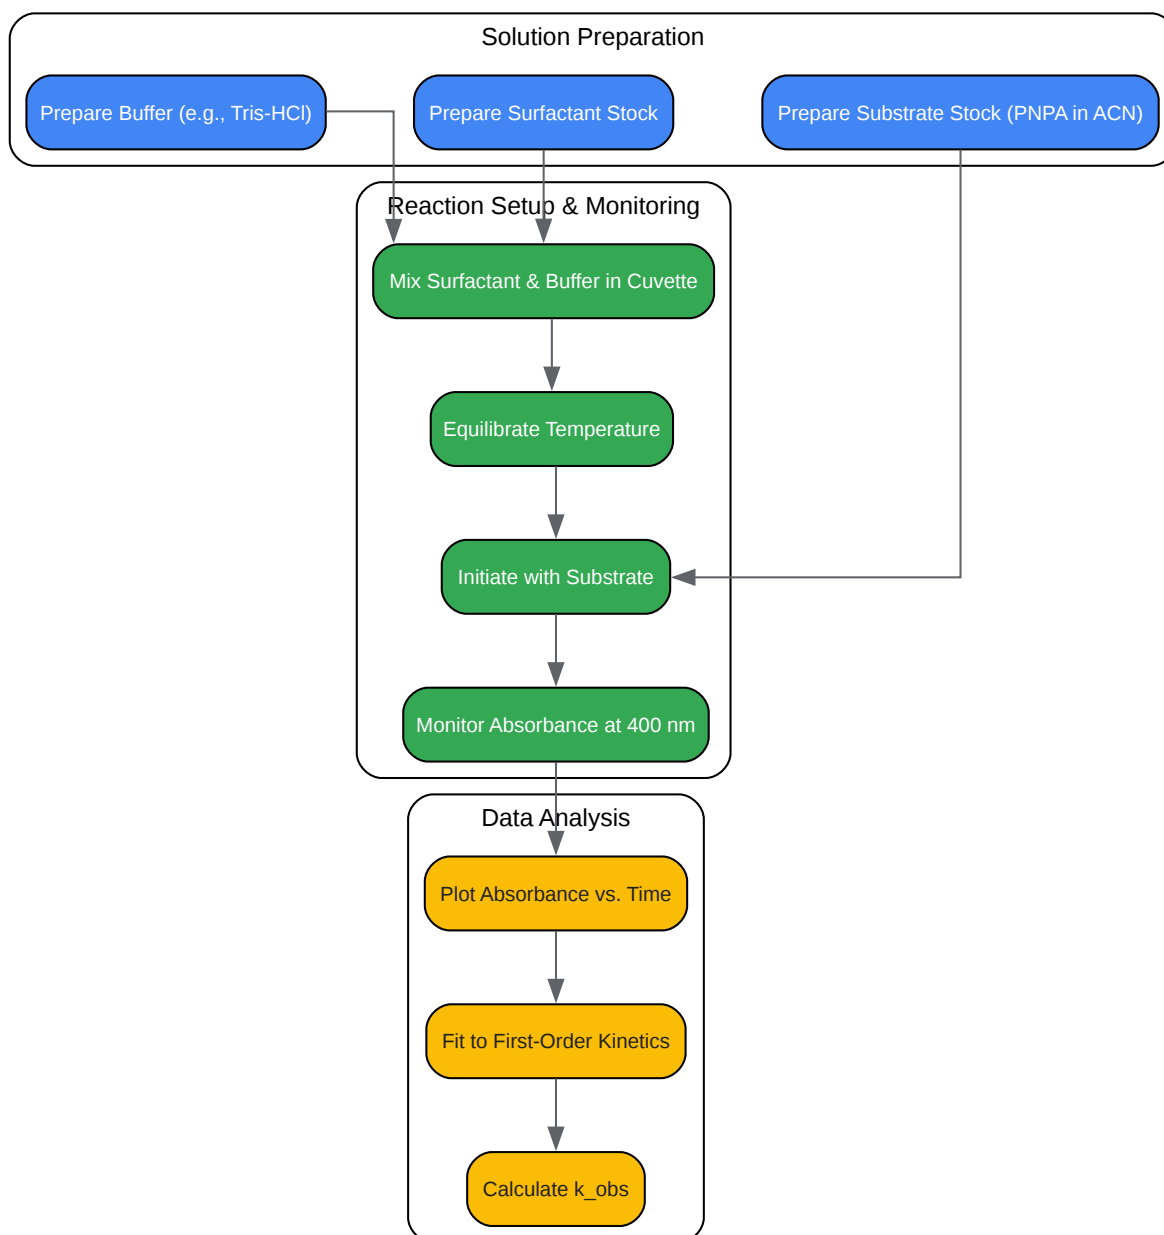 Solution Preparation
Prepare Buffer (e.g., Tris-HCl)
Prepare Surfactant Stock
Prepare Substrate Stock (PNPA in ACN)
Reaction Setup & Monitoring
Mix Surfactant & Buffer in Cuvette
Equilibrate Temperature
Initiate with Substrate
Monitor Absorbance at 400 nm
Data Analysis
Plot Absorbance vs. Time
Fit to First-Order Kinetics
Calculate k_obs